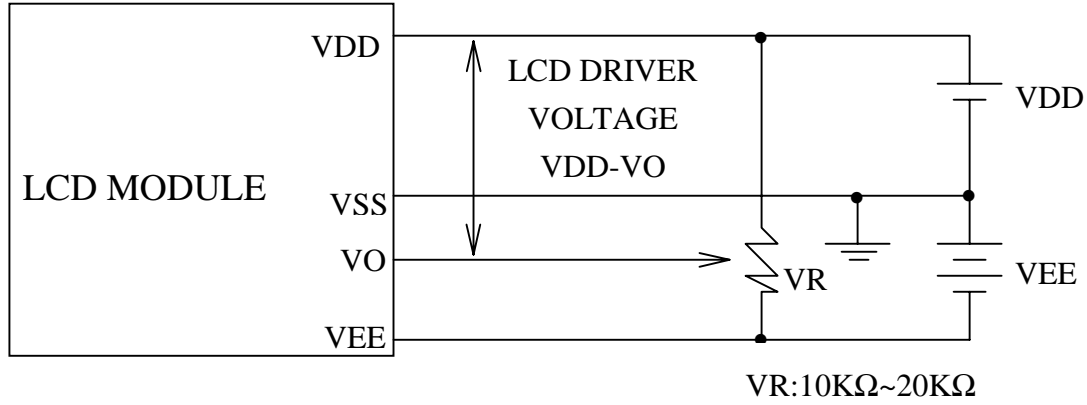 VDD
LCD DRIVER
VOLTAGE
VDD-VO
VDD
LCD MODULE
VSS
VO
VR
VEE
VEE
VR:10KΩ~20KΩ